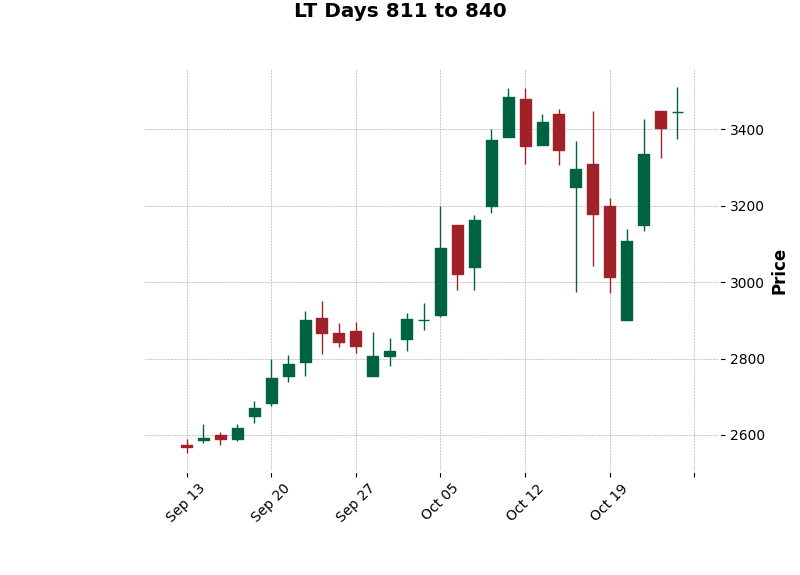 LT Days 811 to 840
3400
3200
3000
2800
2600
Price
Sep 13
Sep 20
Sep 27
Oct 05
Oct 12
Oct 19